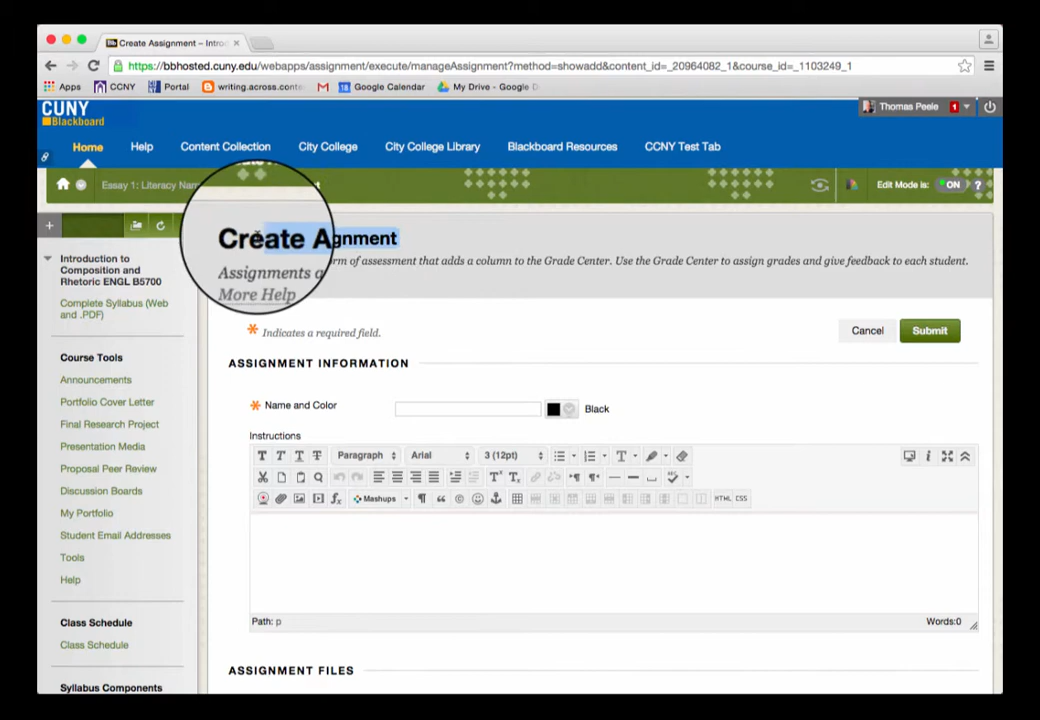 Create Assignment – Intro
https://bbhosted.cuny.edu/webapps/assignment/execute/manageAssignment?method=showadd&content_id=_20964082_1&course_id=_1103249_1
Apps CCNY Portal writing.across.conte M 18 Google Calendar My Drive - Google D
CUNY
Blackboard
Thomas Peele 1
Home Help Content Collection City College City College Library Blackboard Resources CCNY Test Tab
Essay 1: Literacy Nar t Edit Mode is: ON ?
Create A gnment
Assignments a rm of assessment that adds a column to the Grade Center. Use the Grade Center to assign grades and give feedback to each student.
More Help
Introduction to
Composition and
Rhetoric ENGL B5700
Complete Syllabus (Web
and .PDF)
Course Tools
Announcements
Portfolio Cover Letter
Final Research Project
Presentation Media
Proposal Peer Review
Discussion Boards
My Portfolio
Student Email Addresses
Tools
Help
Class Schedule
Class Schedule
Syllabus Components
Indicates a required field.
Cancel Submit
ASSIGNMENT INFORMATION
Name and Color Black
Instructions
T T T T Paragraph Arial 3 (12pt) T i
Mashups HTML CSS
Path: p Words:0
ASSIGNMENT FILES